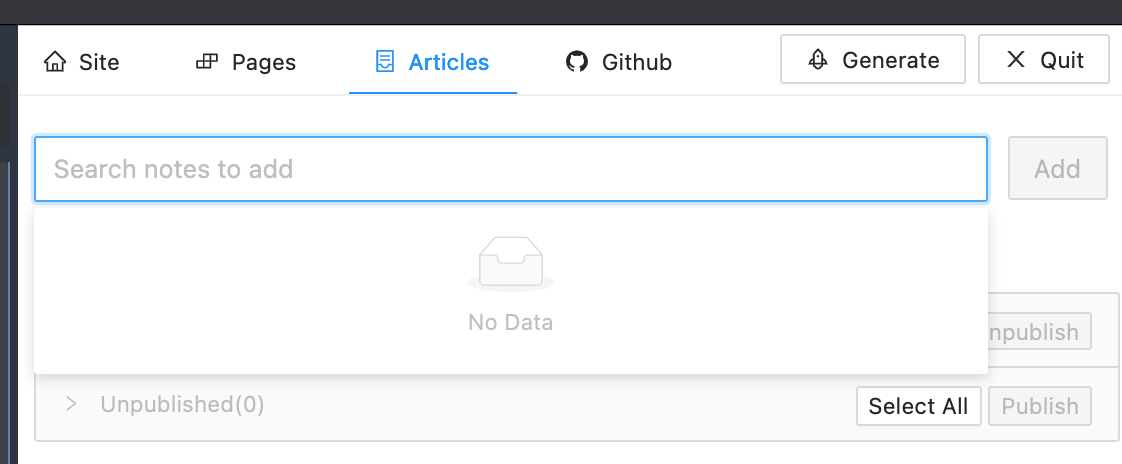 Site Pages Articles Github Generate Quit
Search notes to add Add
No Data
npublish
Unpublished(0) Select All Publish